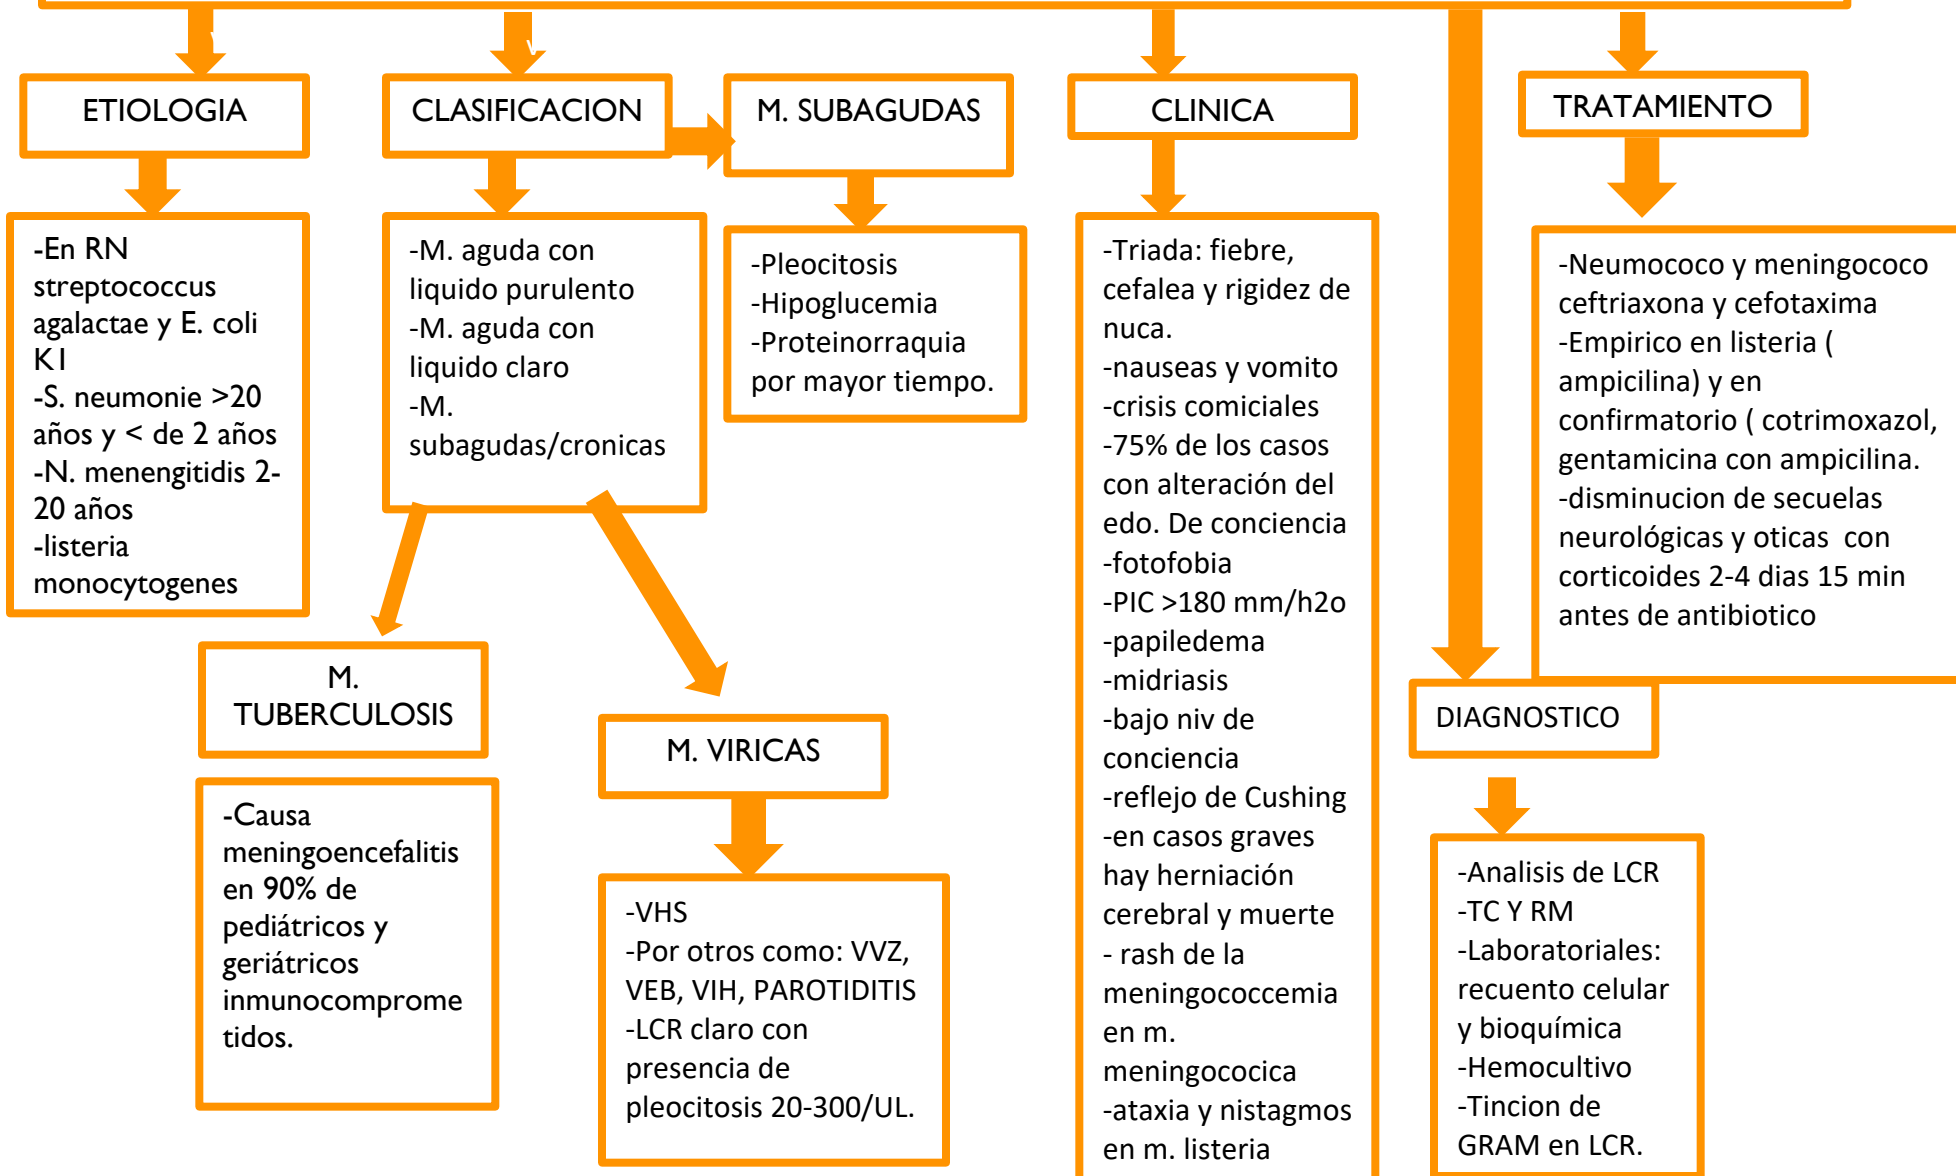 ETIOLOGIA
-En RN
streptococcus
agalactae y E. coli
K1
-S. neumonie >20
años y < de 2 años
-N. menengitidis 2-
20 años
-listeria
monocytogenes
CLASIFICACION
-M. aguda con
liquido purulento
-M. aguda con
liquido claro
-M.
subagudas/cronicas
M. SUBAGUDAS
-Pleocitosis
-Hipoglucemia
-Proteinorraquia
por mayor tiempo.
M.
TUBERCULOSIS
-Causa
meningoencefalitis
en 90% de
pediátricos y
geriátricos
inmunocomprome
tidos.
M. VIRICAS
-VHS
-Por otros como: VVZ,
VEB, VIH, PAROTIDITIS
-LCR claro con
presencia de
pleocitosis 20-300/UL.
CLINICA
-Triada: fiebre,
cefalea y rigidez de
nuca.
-nauseas y vomito
-crisis comiciales
-75% de los casos
con alteración del
edo. De conciencia
-fotofobia
-PIC >180 mm/h2o
-papiledema
-midriasis
-bajo niv de
conciencia
-reflejo de Cushing
-en casos graves
hay herniación
cerebral y muerte
- rash de la
meningococcemia
en m.
meningococica
-ataxia y nistagmos
en m. listeria
TRATAMIENTO
-Neumococo y meningococo
ceftriaxona y cefotaxima
-Empirico en listeria (
ampicilina) y en
confirmatorio ( cotrimoxazol,
gentamicina con ampicilina.
-disminucion de secuelas
neurológicas y oticas con
corticoides 2-4 dias 15 min
antes de antibiotico
DIAGNOSTICO
-Analisis de LCR
-TC Y RM
-Laboratoriales:
recuento celular
y bioquímica
-Hemocultivo
-Tincion de
GRAM en LCR.